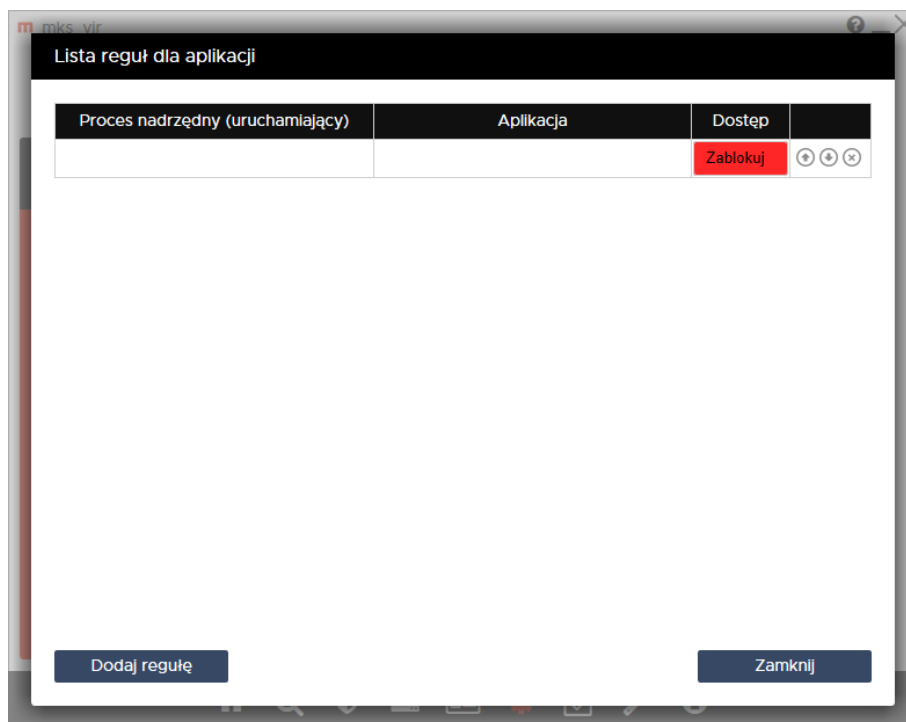 mks_vir
Lista reguł dla aplikacji
Proces nadrzędny (uruchamiający) Aplikacja Dostęp
Zablokuj
Dodaj regułę Zamknij